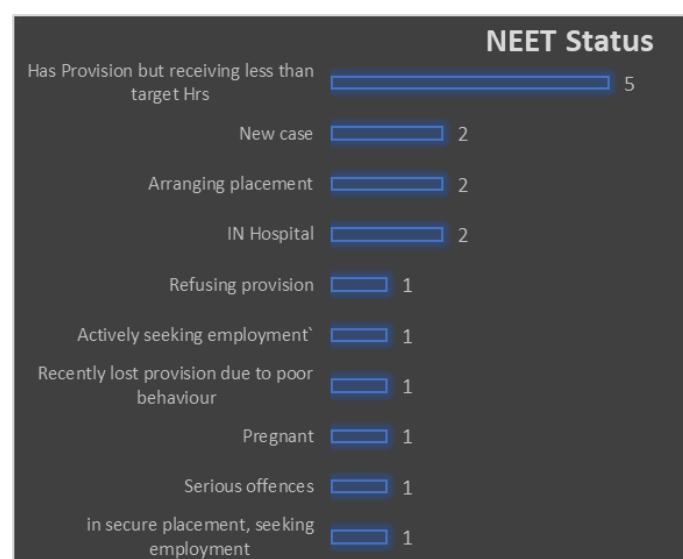 NEET Status
Has Provision but receiving less than
target Hrs
5
New case
2
Arranging placement
2
IN Hospital
2
Refusing provision
1
Actively seeking employment`
1
Recently lost provision due to poor
behaviour
1
Pregnant
1
Serious offences
1
in secure placement, seeking
employment
1